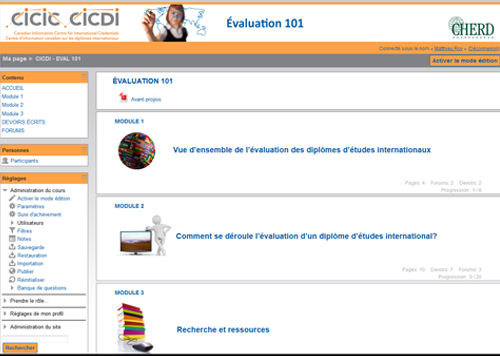 cicic.cicdi
Canadian Information Centre for International Credentials
Centre d'information canadien sur les diplômes internationaux
Évaluation 101
CHERD
Connecté sous le nom « Matthieu Roy » (Déconnexion)
Ma page ► CICDI - EVAL 101
Activer le mode édition
Contenu
ACCUEIL
Module 1
Module 2
Module 3
DEVOIRS ÉCRITS
FORUMS
Personnes
Participants
Réglages
Administration du cours
Activer le mode édition
Paramètres
Suivi d'achèvement
Utilisateurs
Filtres
Notes
Sauvegarde
Restauration
Importation
Publier
Réinitialiser
Banque de questions
Prendre le rôle...
Réglages de mon profil
Administration du site
Rechercher
ÉVALUATION 101
Avant-propos
MODULE 1
Vue d'ensemble de l'évaluation des diplômes d'études internationaux
Pages: 4 Forums: 2 Devoirs: 2
Progression : 1 / 8
MODULE 2
Comment se déroule l'évaluation d'un diplôme d'études international?
Pages: 10 Devoirs: 7 Forums: 3
Progression : 0 / 20
MODULE 3
Recherche et ressources